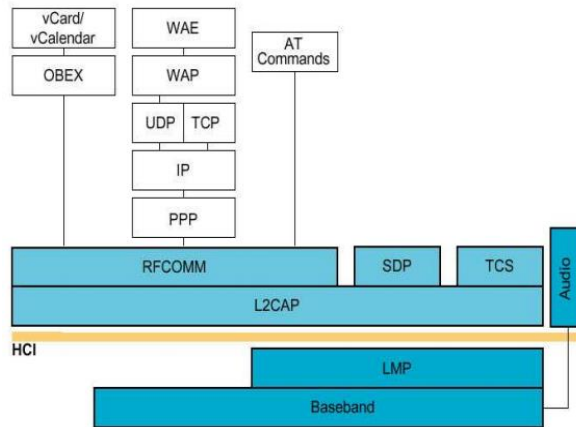 vCard/
vCalendar
OBEX
WAE
WAP
UDP TCP
IP
PPP
AT
Commands
RFCOMM
SDP
TCS
Audio
L2CAP
HCI
LMP
Baseband